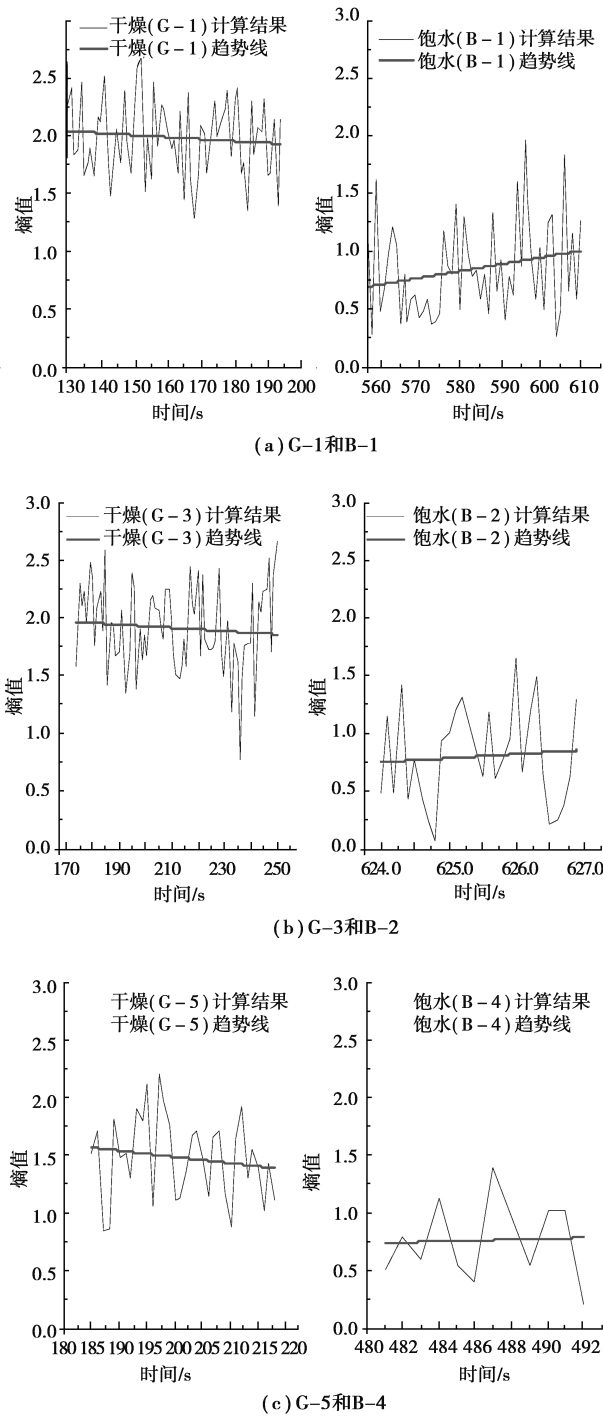 干燥(G-1)计算结果
干燥(G-1)趋势线
3.0
2.5
2.0
1.5
1.0
0.5
0.0
熵值
130 140 150 160 170 180 190 200
时间/s
饱水(B-1)计算结果
饱水(B-1)趋势线
3.0
2.5
2.0
1.5
1.0
0.5
0.0
熵值
560 570 580 590 600 610
时间/s
(a)G-1和B-1
干燥(G-3)计算结果
干燥(G-3)趋势线
3.0
2.5
2.0
1.5
1.0
0.5
0.0
熵值
170 190 210 230 250
时间/s
饱水(B-2)计算结果
饱水(B-2)趋势线
3.0
2.5
2.0
1.5
1.0
0.5
0.0
熵值
624.0 625.0 626.0 627.0
时间/s
(b)G-3和B-2
干燥(G-5)计算结果
干燥(G-5)趋势线
3.0
2.5
2.0
1.5
1.0
0.5
0.0
熵值
180 185 190 195 200 205 210 215 220
时间/s
饱水(B-4)计算结果
饱水(B-4)趋势线
3.0
2.5
2.0
1.5
1.0
0.5
0.0
熵值
480 482 484 486 488 490 492
时间/s
(c)G-5和B-4